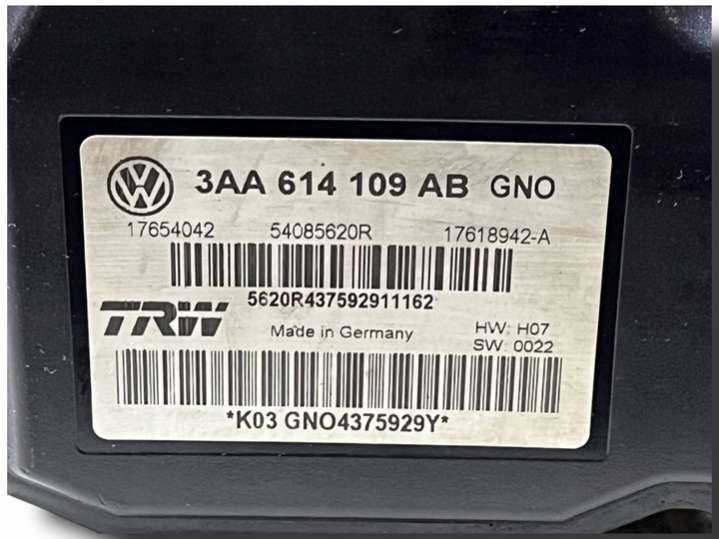 3AA 614 109 AB GNO
17654042 54085620R 17618942-A
5620R437592911162
TRW Made in Germany HW: H07
SW: 0022
*K03 GNO4375929Y*